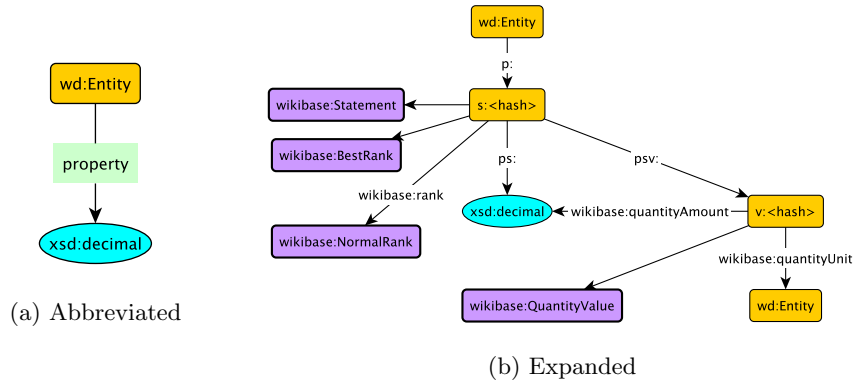 wd:Entity
property
xsd:decimal
(a) Abbreviated
wd:Entity
p:
s:<hash>
wikibase:Statement
wikibase:BestRank
ps:
psv:
wikibase:rank
wikibase:NormalRank
xsd:decimal
wikibase:quantityAmount
v:<hash>
wikibase:quantityUnit
wikibase:QuantityValue
wd:Entity
(b) Expanded